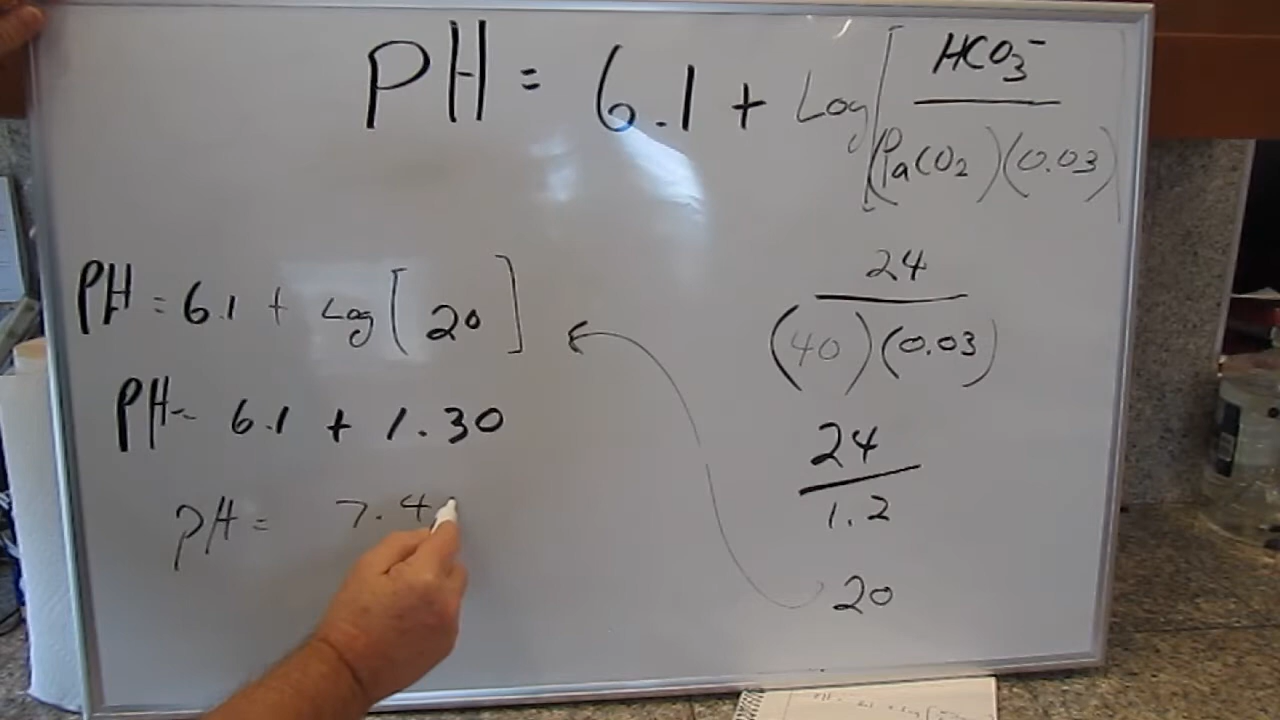 PH = 6.1 + Log [ HCO3- / (PaCO2)(0.03) ]
PH = 6.1 + Log [ 20 ]
PH = 6.1 + 1.30
pH = 7.4
24
(40)(0.03)
24
1.2
20